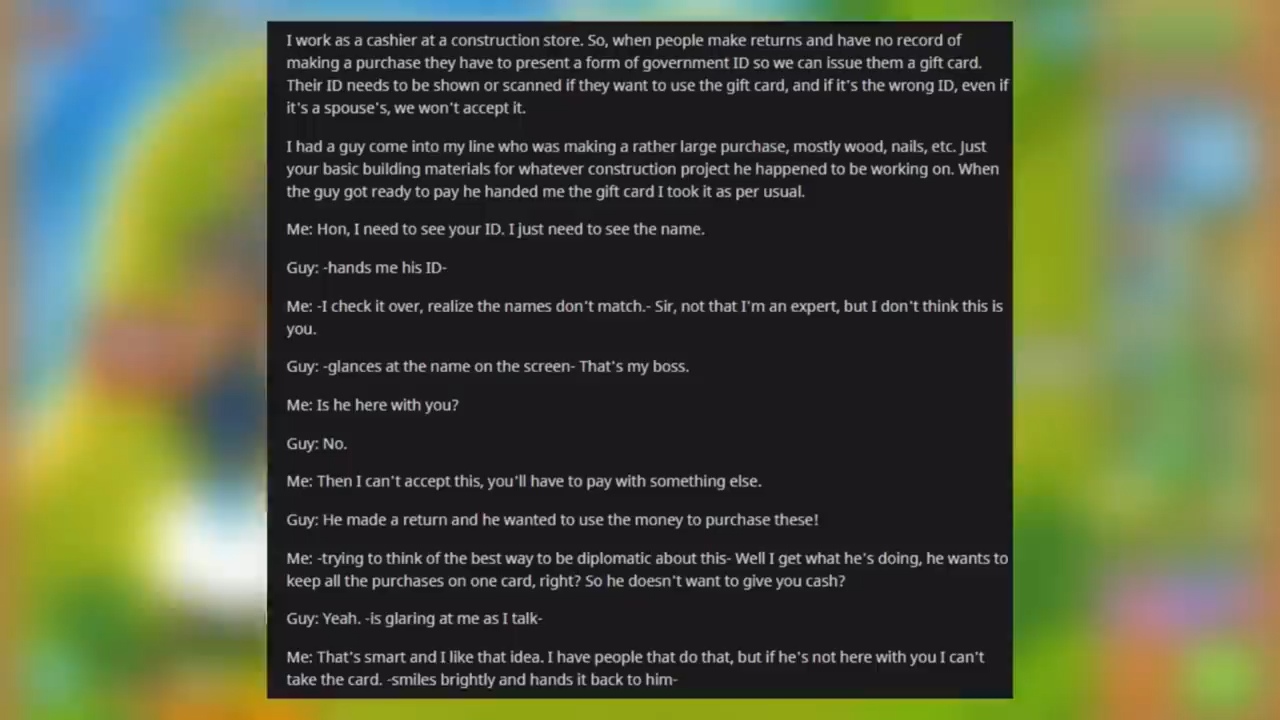 I work as a cashier at a construction store. So, when people make returns and have no record of
making a purchase they have to present a form of government ID so we can issue them a gift card.
Their ID needs to be shown or scanned if they want to use the gift card, and if it's the wrong ID, even if
it's a spouse's, we won't accept it.
I had a guy come into my line who was making a rather large purchase, mostly wood, nails, etc. Just
your basic building materials for whatever construction project he happened to be working on. When
the guy got ready to pay he handed me the gift card I took it as per usual.
Me: Hon, I need to see your ID. I just need to see the name.
Guy: -hands me his ID-
Me: -I check it over, realize the names don't match.- Sir, not that I'm an expert, but I don't think this is
you.
Guy: -glances at the name on the screen- That's my boss.
Me: Is he here with you?
Guy: No.
Me: Then I can't accept this, you'll have to pay with something else.
Guy: He made a return and he wanted to use the money to purchase these!
Me: -trying to think of the best way to be diplomatic about this- Well I get what he's doing, he wants to
keep all the purchases on one card, right? So he doesn't want to give you cash?
Guy: Yeah. -is glaring at me as I talk-
Me: That's smart and I like that idea. I have people that do that, but if he's not here with you I can't
take the card. -smiles brightly and hands it back to him-